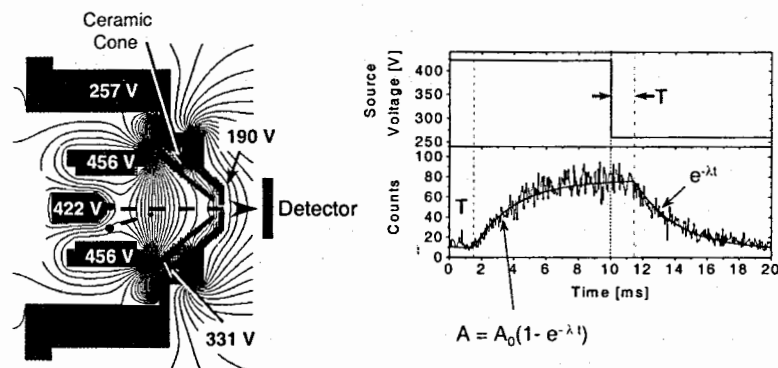 Ceramic
Cone
257 V
190 V
456 V
422 V
Detector
456 V
331 V
Source
Voltage [V]
400
350
300
250
T
Counts
100
80
60
40
20
0
T
e^-λt
0 2 4 6 8 10 12 14 16 18 20
Time [ms]
A = A₀(1- e^-λt)